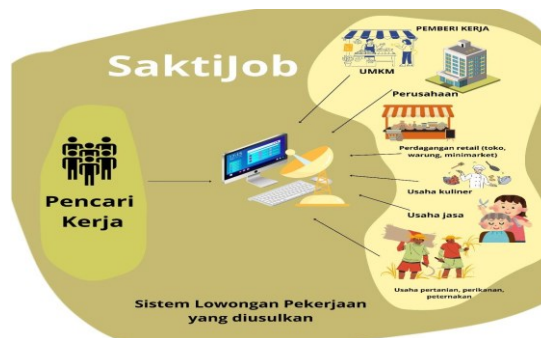 SaktiJob
PEMBERI KERJA
UMKM
Perusahaan
Perdagangan retail (toko,
warung, minimarket)
Usaha kuliner
Usaha jasa
Usaha pertanian, perikanan,
peternakan
Pencari
Kerja
Sistem Lowongan Pekerjaan
yang diusulkan